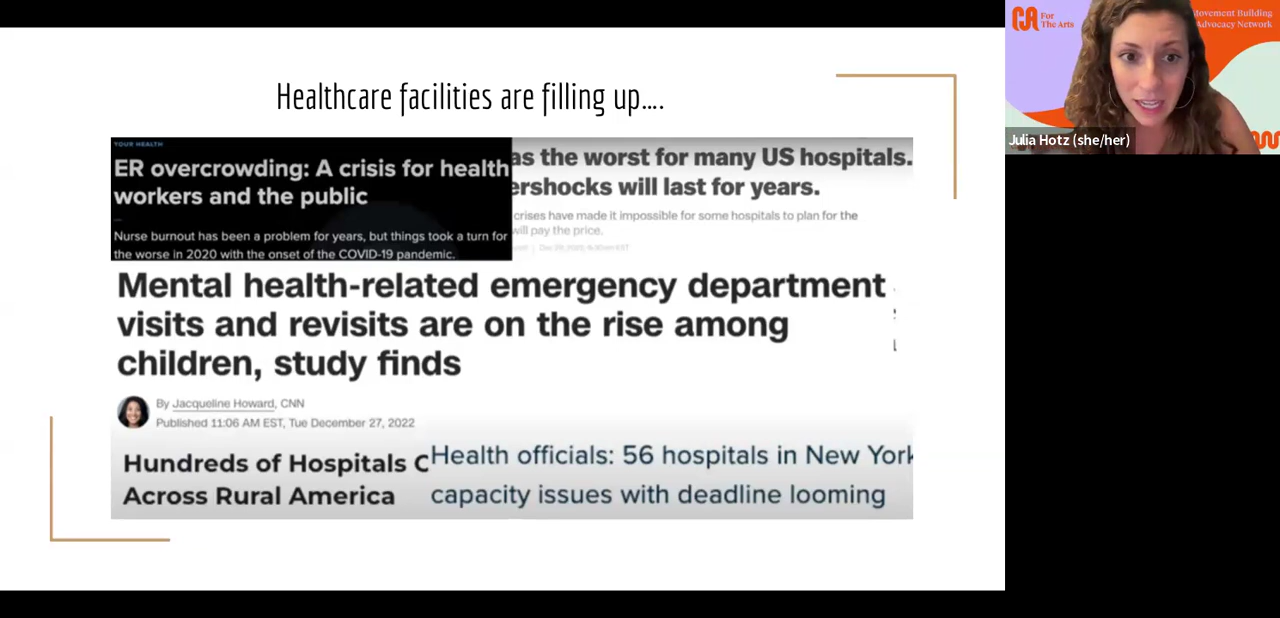 Healthcare facilities are filling up....
YOUR HEALTH
ER overcrowding: A crisis for health
workers and the public
Nurse burnout has been a problem for years, but things took a turn for
the worse in 2020 with the onset of the COVID-19 pandemic.
as the worst for many US hospitals.
ershocks will last for years.
crises have made it impossible for some hospitals to plan for the
will pay the price.
Mental health-related emergency department
visits and revisits are on the rise among
children, study finds
By Jacqueline Howard, CNN
Published 11:06 AM EST, Tue December 27, 2022
Hundreds of Hospitals C
Across Rural America
Health officials: 56 hospitals in New York
capacity issues with deadline looming
CA For
The Arts
Movement Building
Advocacy Network
Julia Hotz (she/her)